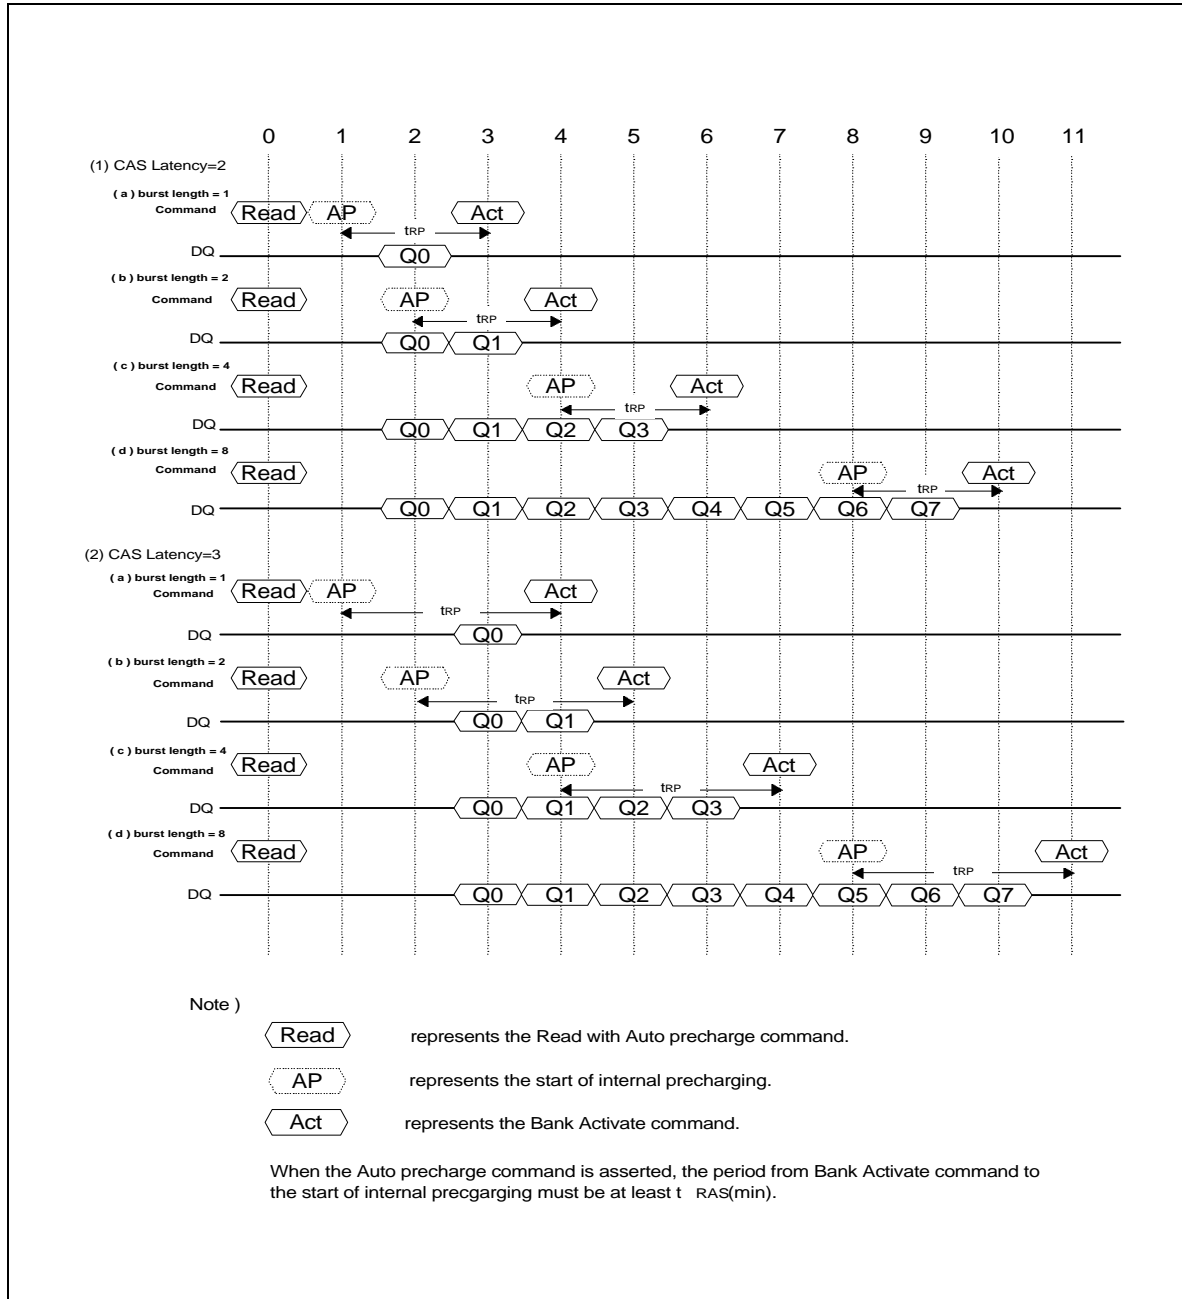 0 1 2 3 4 5 6 7 8 9 10 11
(1) CAS Latency=2
( a ) burst length = 1
Command Read AP Act
tRP
DQ Q0
( b ) burst length = 2
Command Read AP Act
tRP
DQ Q0 Q1
( c ) burst length = 4
Command Read AP Act
tRP
DQ Q0 Q1 Q2 Q3
( d ) burst length = 8
Command Read AP Act
tRP
DQ Q0 Q1 Q2 Q3 Q4 Q5 Q6 Q7
(2) CAS Latency=3
( a ) burst length = 1
Command Read AP Act
tRP
DQ Q0
( b ) burst length = 2
Command Read AP Act
tRP
DQ Q0 Q1
( c ) burst length = 4
Command Read AP Act
tRP
DQ Q0 Q1 Q2 Q3
( d ) burst length = 8
Command Read AP Act
tRP
DQ Q0 Q1 Q2 Q3 Q4 Q5 Q6 Q7
Note )
Read represents the Read with Auto precharge command.
AP represents the start of internal precharging.
Act represents the Bank Activate command.
When the Auto precharge command is asserted, the period from Bank Activate command to
the start of internal precgarging must be at least t RAS(min).